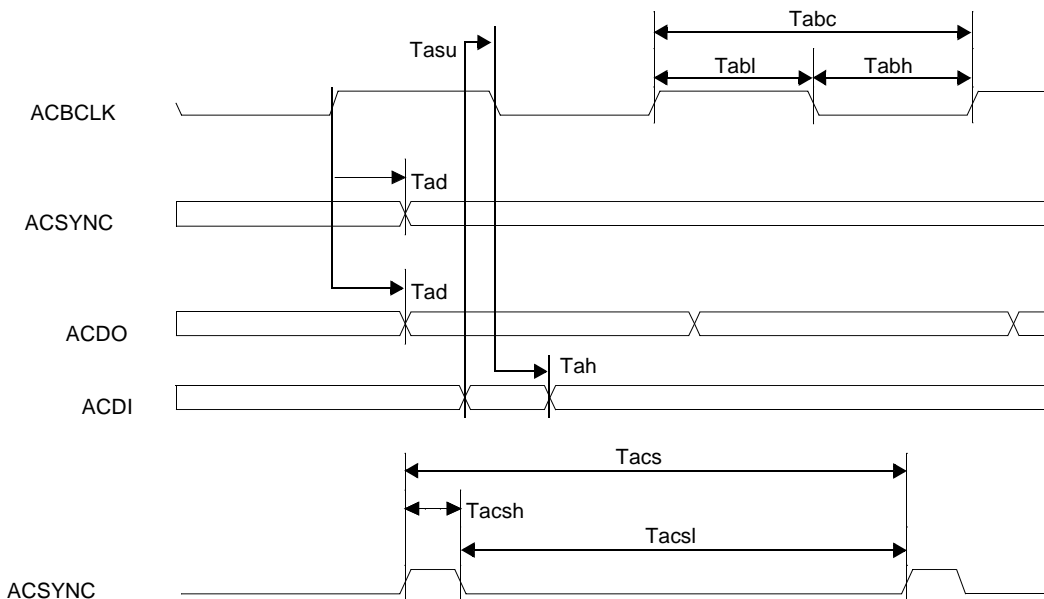 Tabc
Tasu
Tabl
Tabh
ACBCLK
Tad
ACSYNC
Tad
ACDO
Tah
ACDI
Tacs
Tacsh
Tacsl
ACSYNC